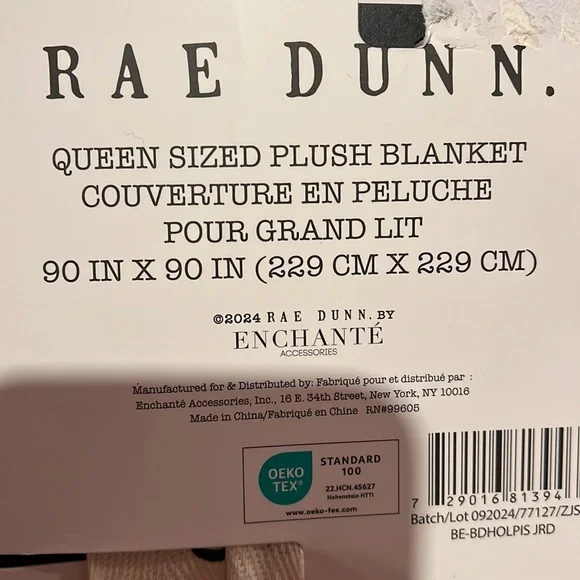 RAE DUNN.
QUEEN SIZED PLUSH BLANKET
COUVERTURE EN PELUCHE
POUR GRAND LIT
90 IN X 90 IN (229 CM X 229 CM)
©2024 RAE DUNN. BY
ENCHANTÉ
ACCESSORIES
Manufactured for & Distributed by: Fabriqué pour et distribué par :
Enchanté Accessories, Inc., 16 E. 34th Street, New York, NY 10016
Made in China/Fabriqué en Chine RN#99605
OEKO
TEX®
STANDARD
100
22.HCN.45627
Hohenstein HTTI
www.oeko-tex.com
7 29016 81394
Batch/Lot 092024/77127/ZJS
BE-BDHOLPIS JRD